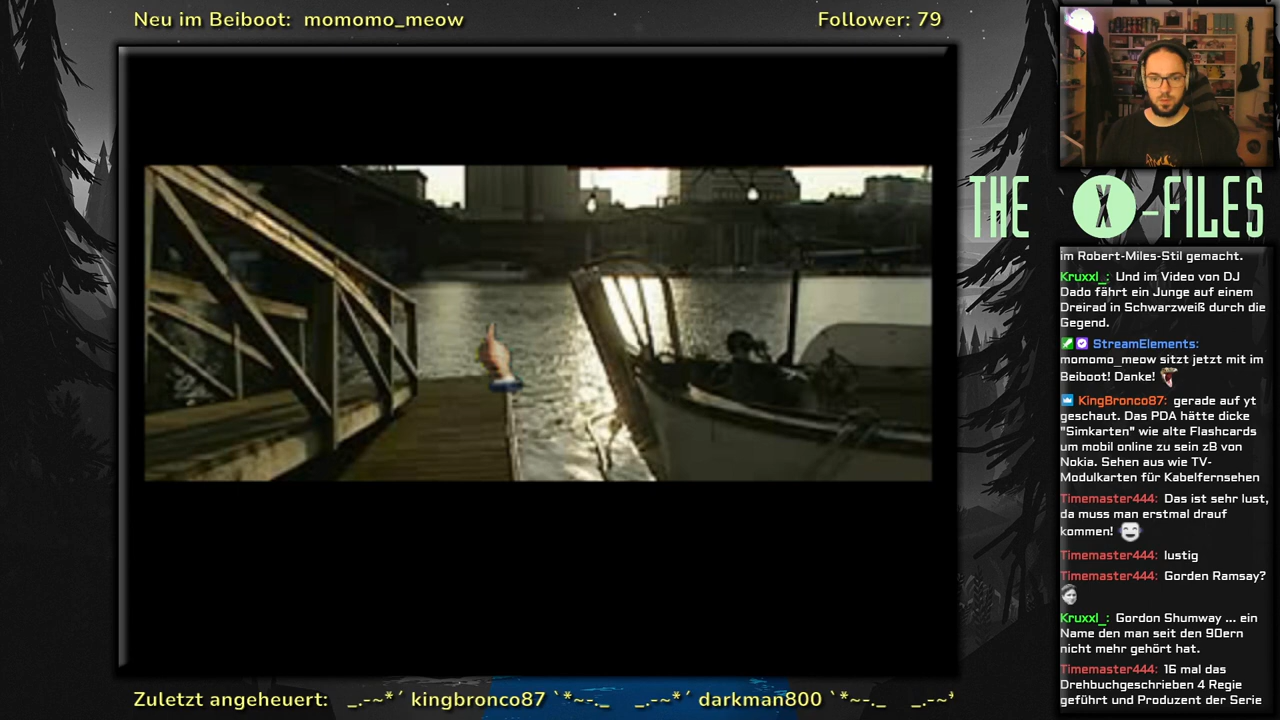 Neu im Beiboot: momomo_meow
Follower: 79
THE X-FILES
im Robert-Miles-Stil gemacht.
Kruxxl_: Und im Video von DJ
Dado fährt ein Junge auf einem
Dreirad in Schwarzweiß durch die
Gegend.
StreamElements:
momomo_meow sitzt jetzt mit im
Beiboot! Danke!
KingBronco87: gerade auf yt
geschaut. Das PDA hätte dicke
"Simkarten" wie alte Flashcards
um mobil online zu sein zB von
Nokia. Sehen aus wie TV-
Modulkarten für Kabelfernsehen
Timemaster444: Das ist sehr lust,
da muss man erstmal drauf
kommen!
Timemaster444: lustig
Timemaster444: Gorden Ramsay?
Kruxxl_: Gordon Shumway ... ein
Name den man seit den 90ern
nicht mehr gehört hat.
Timemaster444: 16 mal das
Drehbuchgeschrieben 4 Regie
geführt und Produzent der Serie
Zuletzt angeheuert: _.-~*´ kingbronco87 `*~-._ _.-~*´ darkman800 `*~-._ _.-~*